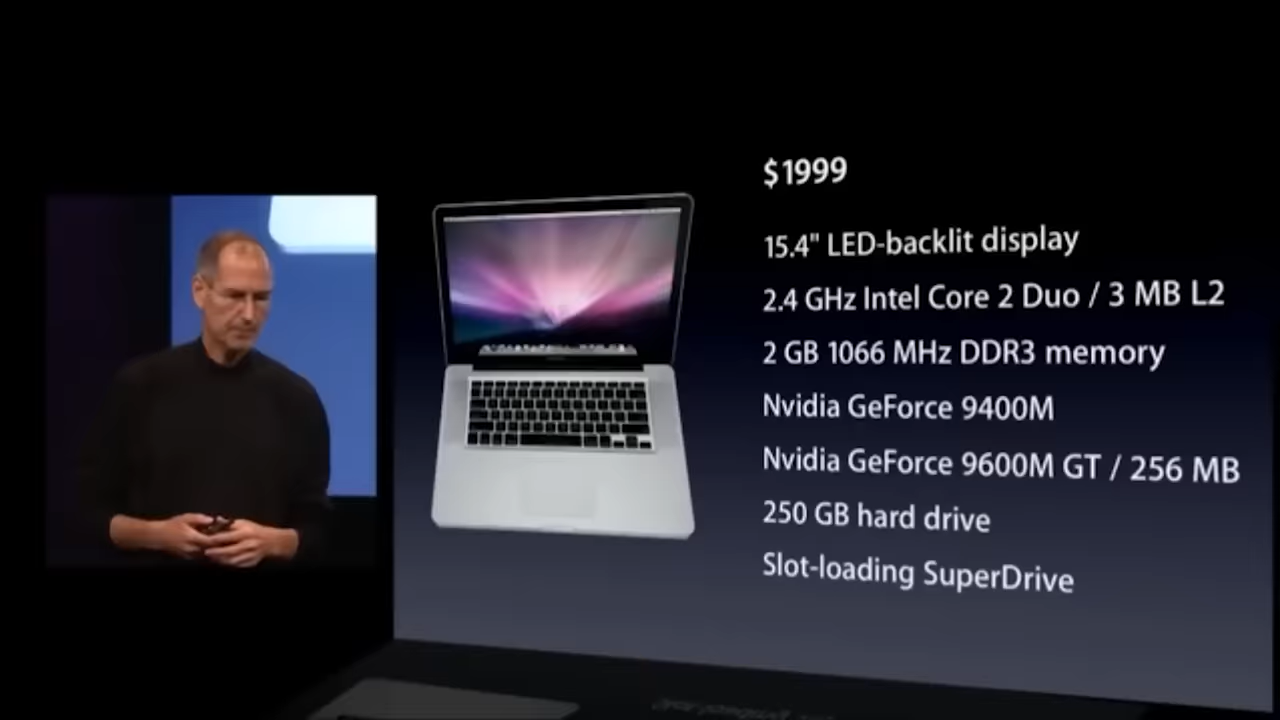 $1999
15.4" LED-backlit display
2.4 GHz Intel Core 2 Duo / 3 MB L2
2 GB 1066 MHz DDR3 memory
Nvidia GeForce 9400M
Nvidia GeForce 9600M GT / 256 MB
250 GB hard drive
Slot-loading SuperDrive